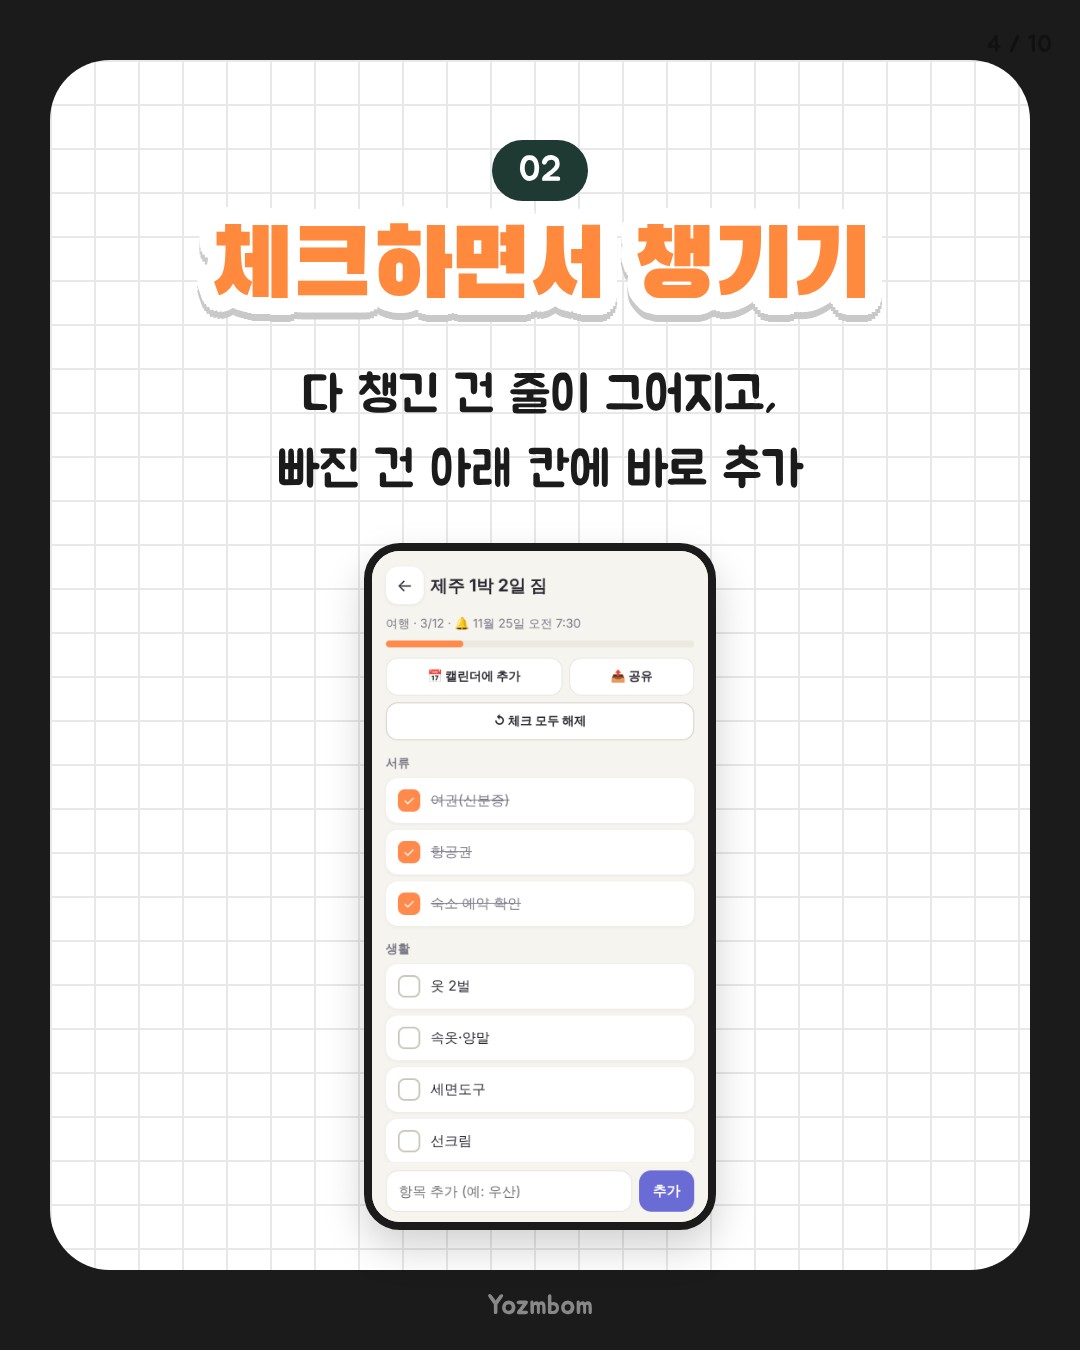 4 / 10
02
체크하면서 챙기기
다 챙긴 건 줄이 그어지고,
빠진 건 아래 칸에 바로 추가
← 제주 1박 2일 짐
여행 · 3/12 · 🔔 11월 25일 오전 7:30
📅 캘린더에 추가
📤 공유
↺ 체크 모두 해제
서류
여권(신분증)
항공권
숙소 예약 확인
생활
옷 2벌
속옷·양말
세면도구
선크림
항목 추가 (예: 우산)
추가
Yozmbom